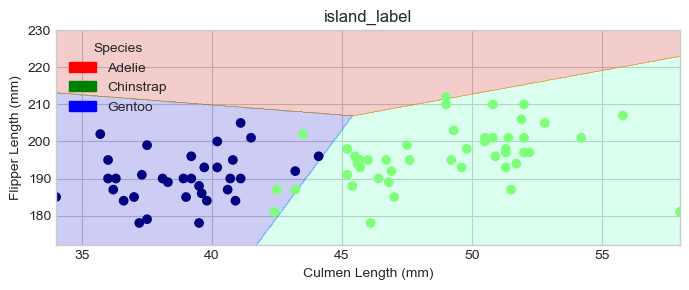 island_label
Species
Adelie
Chinstrap
Gentoo
Flipper Length (mm)
230
220
210
200
190
180
35
40
45
50
55
Culmen Length (mm)